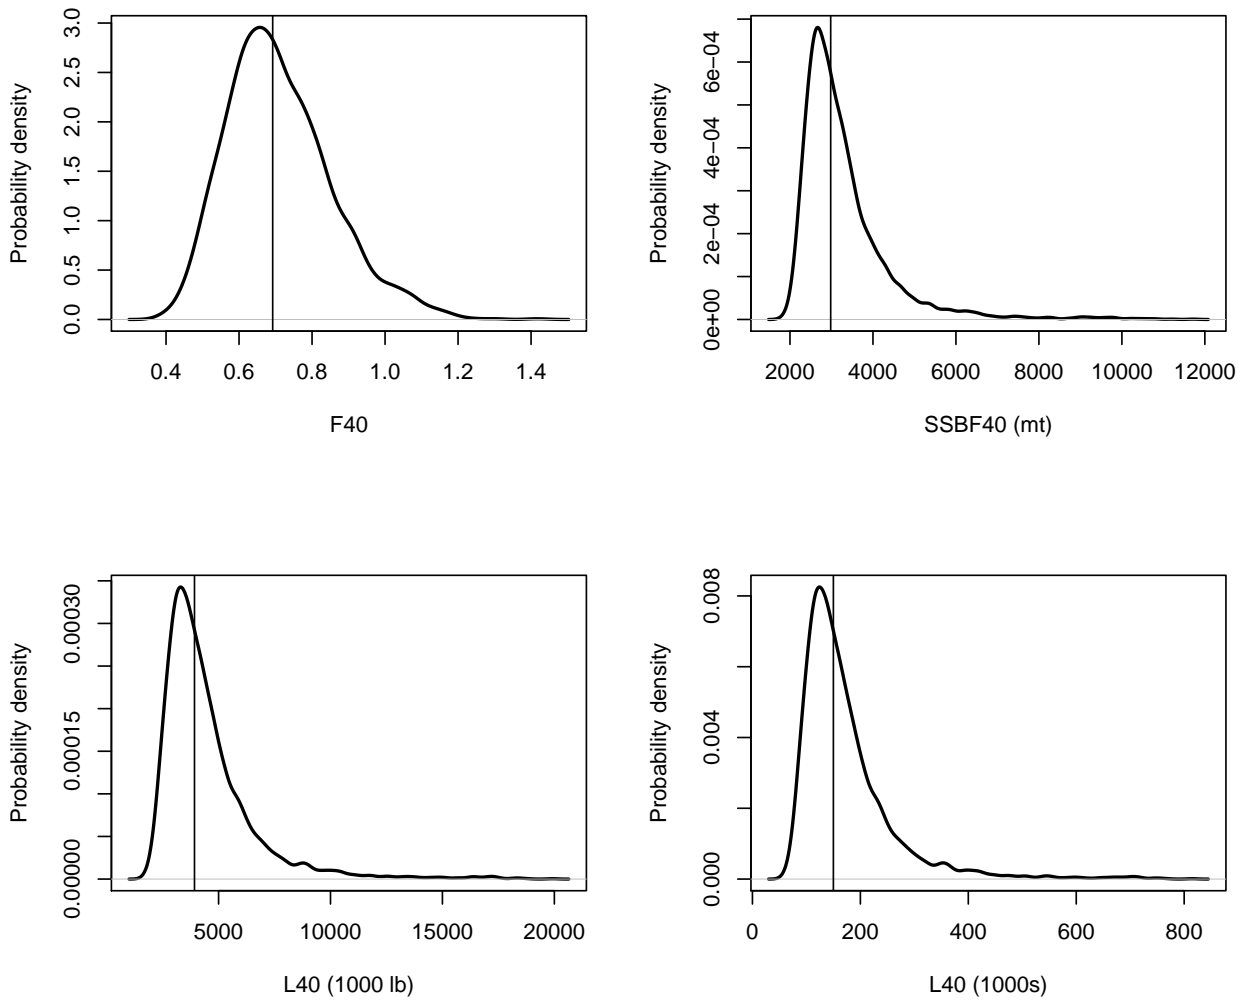 Probability density
3.0
2.5
2.0
1.5
1.0
0.5
0.0
0.4 0.6 0.8 1.0 1.2 1.4
F40
Probability density
6e−04
4e−04
2e−04
0e+00
2000 4000 6000 8000 10000 12000
SSBF40 (mt)
Probability density
0.00030
0.00015
0.00000
5000 10000 15000 20000
L40 (1000 lb)
Probability density
0.008
0.004
0.000
0 200 400 600 800
L40 (1000s)